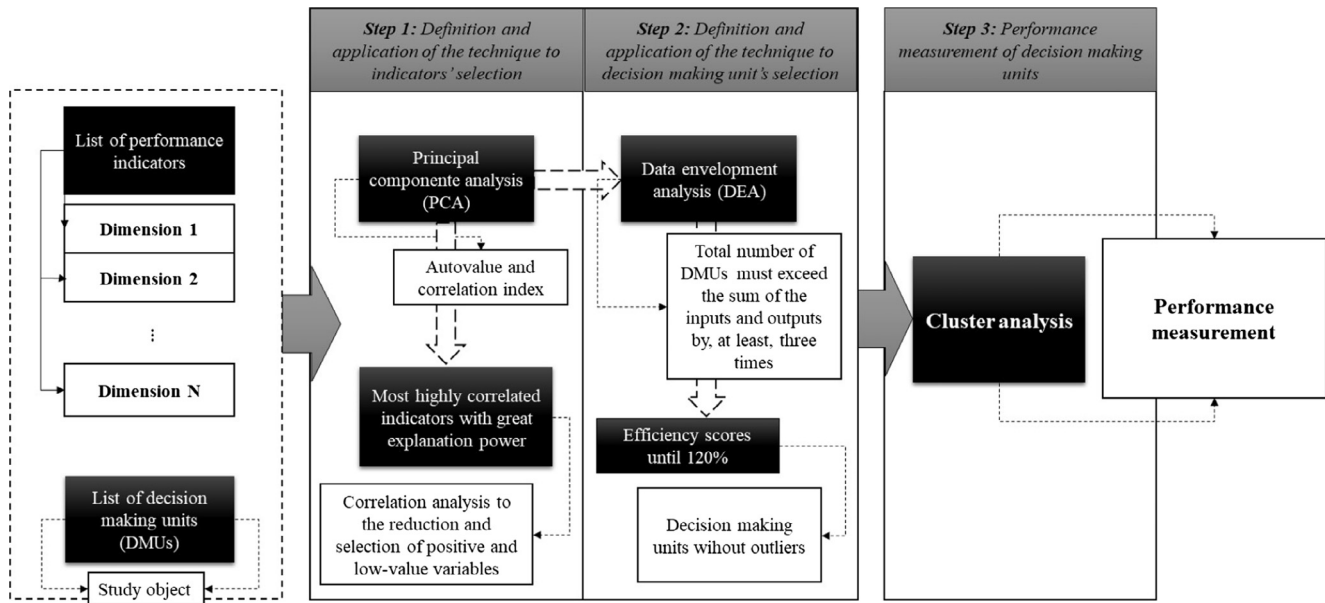 List of performance
indicators
Dimension 1
Dimension 2
...
Dimension N
List of decision
making units
(DMUs)
Study object
Step 1: Definition and
application of the technique to
indicators' selection
Principal
componente analysis
(PCA)
Autovalue and
correlation index
Most highly correlated
indicators with great
explanation power
Correlation analysis to
the reduction and
selection of positive and
low-value variables
Step 2: Definition and
application of the technique to
decision making unit's selection
Data envelopment
analysis (DEA)
Total number of
DMUs must exceed
the sum of the
inputs and outputs
by, at least, three
times
Efficiency scores
until 120%
Decision making
units wihout outliers
Step 3: Performance
measurement of decision making
units
Cluster analysis
Performance
measurement